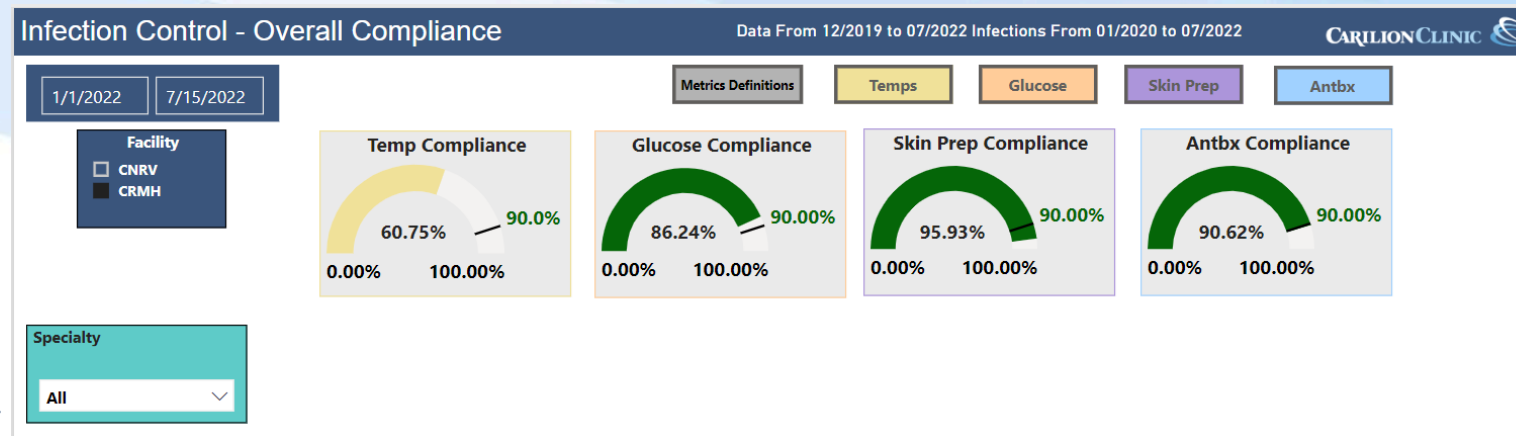 Infection Control - Overall Compliance
Data From 12/2019 to 07/2022 Infections From 01/2020 to 07/2022
CARILION CLINIC
1/1/2022 7/15/2022
Metrics Definitions
Temps
Glucose
Skin Prep
Antbx
Facility
CNRV
CRMH
Temp Compliance
60.75%
90.0%
0.00% 100.00%
Glucose Compliance
86.24%
90.00%
0.00% 100.00%
Skin Prep Compliance
95.93%
90.00%
0.00% 100.00%
Antbx Compliance
90.62%
90.00%
0.00% 100.00%
Specialty
All